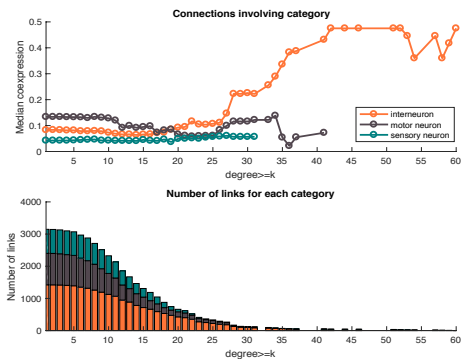 Connections involving category
Median coexpression
0.5
0.4
0.3
0.2
0.1
0
interneuron
motor neuron
sensory neuron
5 10 15 20 25 30 35 40 45 50 55 60
degree>=k
Number of links for each category
Number of links
4000
3000
2000
1000
0
5 10 15 20 25 30 35 40 45 50 55 60
degree>=k